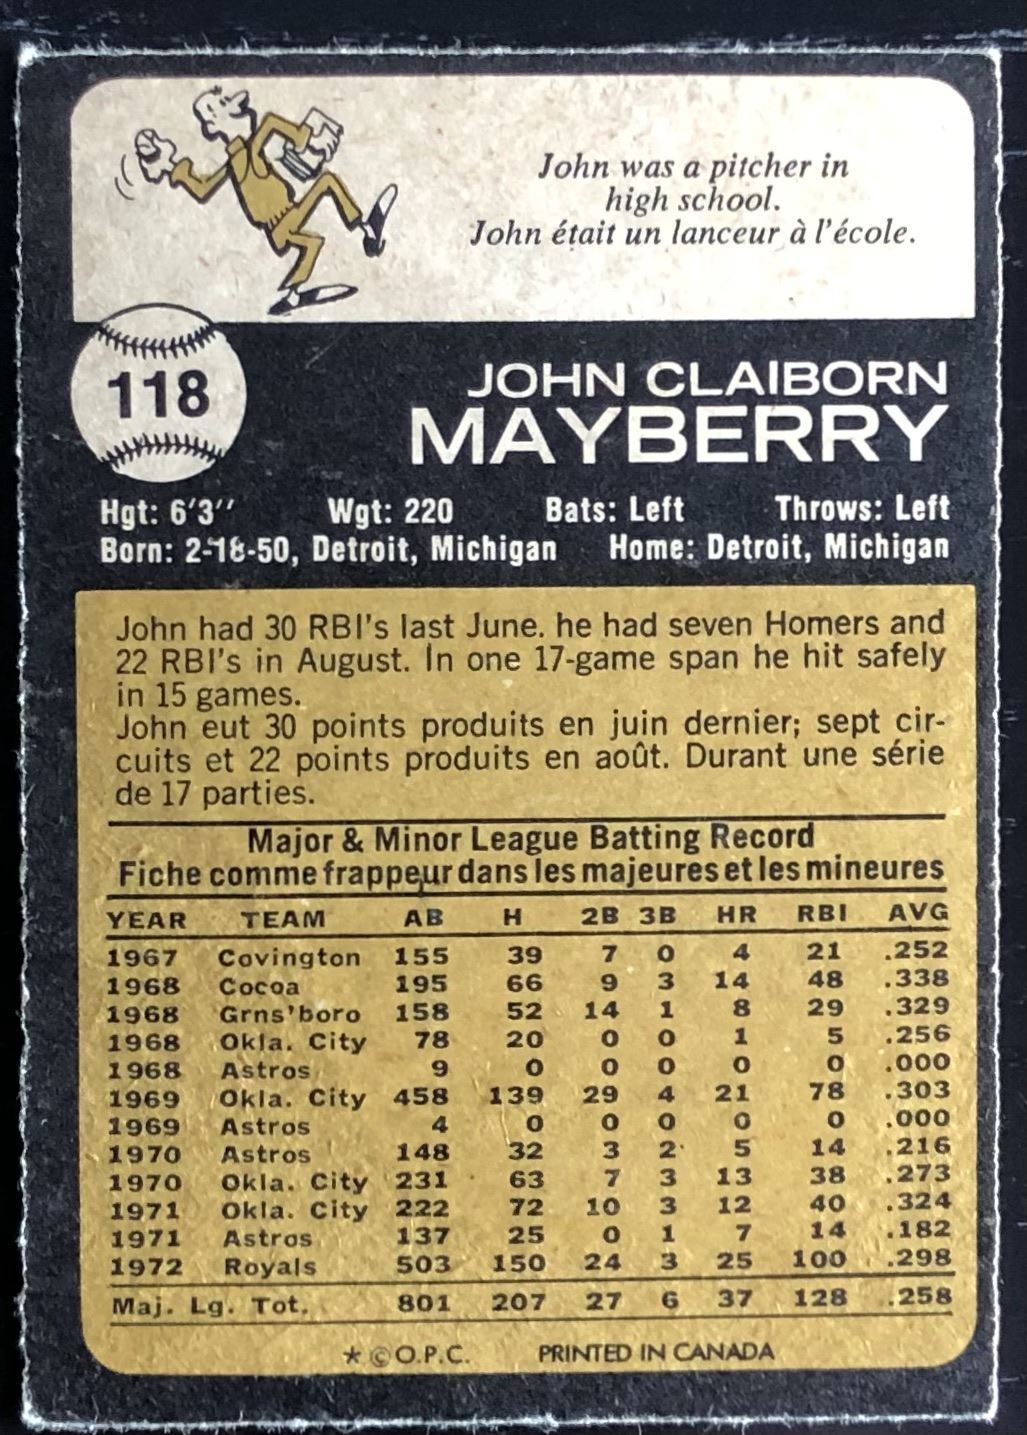 John was a pitcher in
high school.
John était un lanceur à l'école.
118
JOHN CLAIBORN
MAYBERRY
Hgt: 6'3'' Wgt: 220 Bats: Left Throws: Left
Born: 2-18-50, Detroit, Michigan Home: Detroit, Michigan
John had 30 RBI's last June. he had seven Homers and
22 RBI's in August. In one 17-game span he hit safely
in 15 games.
John eut 30 points produits en juin dernier; sept cir-
cuits et 22 points produits en août. Durant une série
de 17 parties.
Major & Minor League Batting Record
Fiche comme frappeur dans les majeures et les mineures
YEAR TEAM AB H 2B 3B HR RBI AVG
1967 Covington 155 39 7 0 4 21 .252
1968 Cocoa 195 66 9 3 14 48 .338
1968 Grns'boro 158 52 14 1 8 29 .329
1968 Okla. City 78 20 0 0 1 5 .256
1968 Astros 9 0 0 0 0 0 .000
1969 Okla. City 458 139 29 4 21 78 .303
1969 Astros 4 0 0 0 0 0 .000
1970 Astros 148 32 3 2 5 14 .216
1970 Okla. City 231 63 7 3 13 38 .273
1971 Okla. City 222 72 10 3 12 40 .324
1971 Astros 137 25 0 1 7 14 .182
1972 Royals 503 150 24 3 25 100 .298
Maj. Lg. Tot. 801 207 27 6 37 128 .258
* © O.P.C. PRINTED IN CANADA